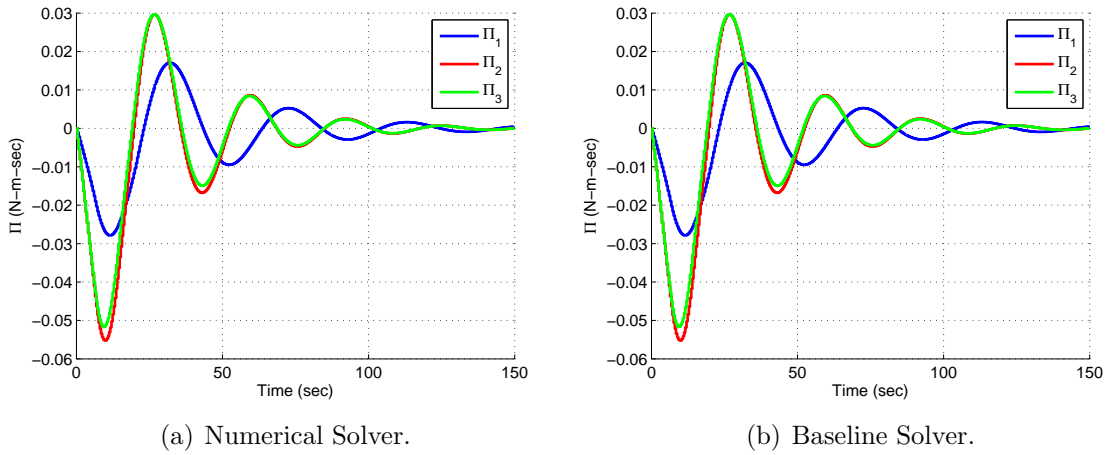 0.03
0.02
0.01
0
−0.01
−0.02
−0.03
−0.04
−0.05
−0.06
Π (N−m−sec)
0 50 100 150
Time (sec)
Π1
Π2
Π3
(a) Numerical Solver.
0.03
0.02
0.01
0
−0.01
−0.02
−0.03
−0.04
−0.05
−0.06
Π (N−m−sec)
0 50 100 150
Time (sec)
Π1
Π2
Π3
(b) Baseline Solver.